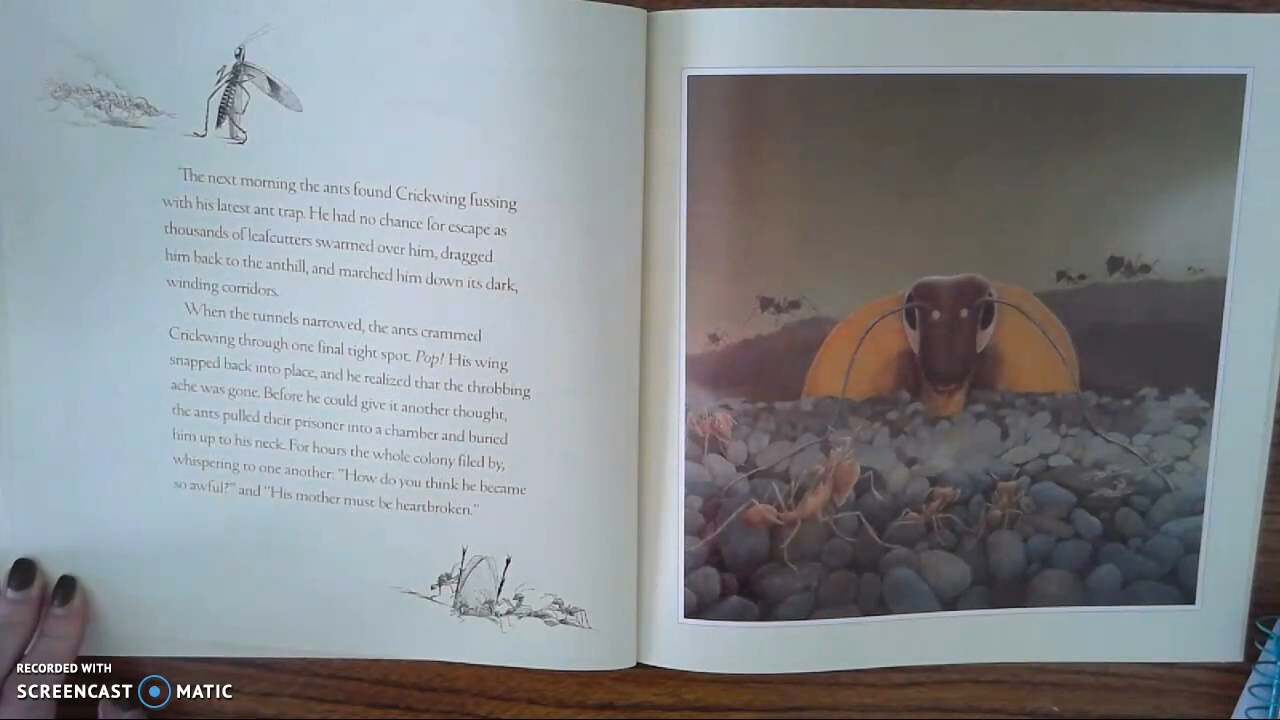 The next morning the ants found Crickwing fussing
with his latest ant trap. He had no chance for escape as
thousands of leafcutters swarmed over him, dragged
him back to the anthill, and marched him down its dark,
winding corridors.
When the tunnels narrowed, the ants crammed
Crickwing through one final tight spot. Pop! His wing
snapped back into place, and he realized that the throbbing
ache was gone. Before he could give it another thought,
the ants pulled their prisoner into a chamber and buried
him up to his neck. For hours the whole colony filed by,
whispering to one another: "How do you think he became
so awful?" and "His mother must be heartbroken."
RECORDED WITH
SCREENCAST MATIC